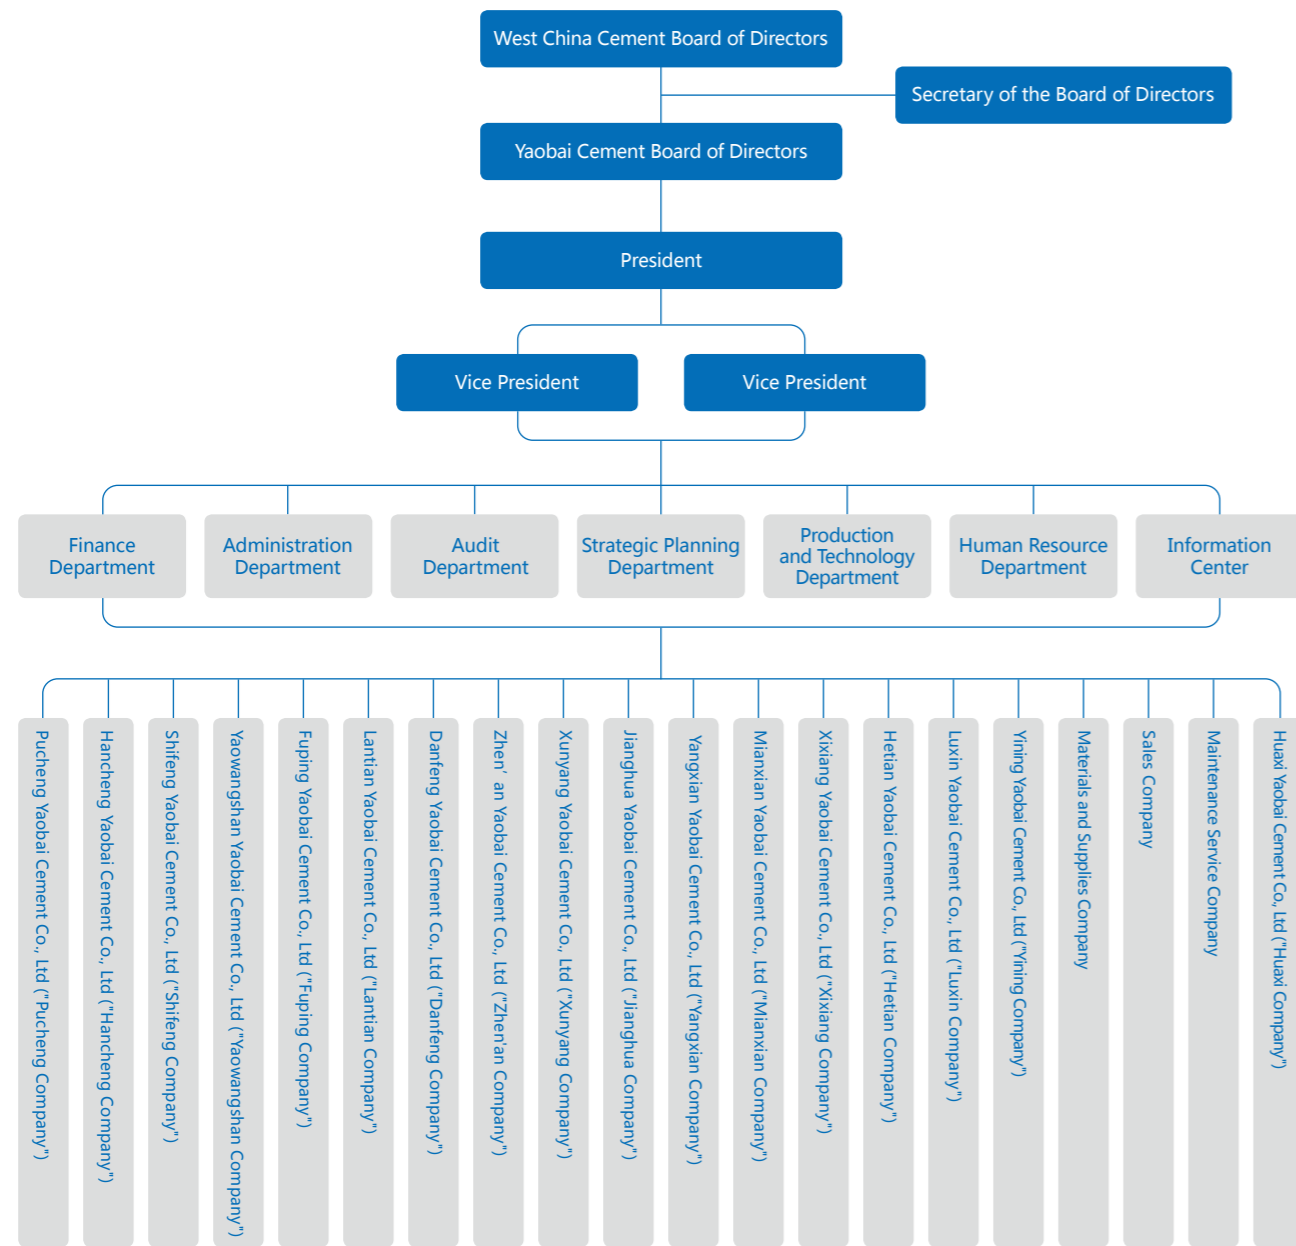 West China Cement Board of Directors
Secretary of the Board of Directors
Yaobai Cement Board of Directors
President
Vice President
Vice President
Finance
Department
Administration
Department
Audit
Department
Strategic Planning
Department
Production
and Technology
Department
Human Resource
Department
Information
Center
Pucheng Yaobai Cement Co., Ltd ("Pucheng Company")
Hancheng Yaobai Cement Co., Ltd ("Hancheng Company")
Shifeng Yaobai Cement Co., Ltd ("Shifeng Company")
Yaowangshan Yaobai Cement Co., Ltd ("Yaowangshan Company")
Fuping Yaobai Cement Co., Ltd ("Fuping Company")
Lantian Yaobai Cement Co., Ltd ("Lantian Company")
Danfeng Yaobai Cement Co., Ltd ("Danfeng Company")
Zhen’ an Yaobai Cement Co., Ltd ("Zhen'an Company")
Xunyang Yaobai Cement Co., Ltd ("Xunyang Company")
Jianghua Yaobai Cement Co., Ltd ("Jianghua Company")
Yangxian Yaobai Cement Co., Ltd ("Yangxian Company")
Mianxian Yaobai Cement Co., Ltd ("Mianxian Company")
Xixiang Yaobai Cement Co., Ltd ("Xixiang Company")
Hetian Yaobai Cement Co., Ltd ("Hetian Company")
Luxin Yaobai Cement Co., Ltd ("Luxin Company")
Yining Yaobai Cement Co., Ltd ("Yining Company")
Materials and Supplies Company
Sales Company
Maintenance Service Company
Huaxi Yaobai Cement Co, Ltd ("Huaxi Company")